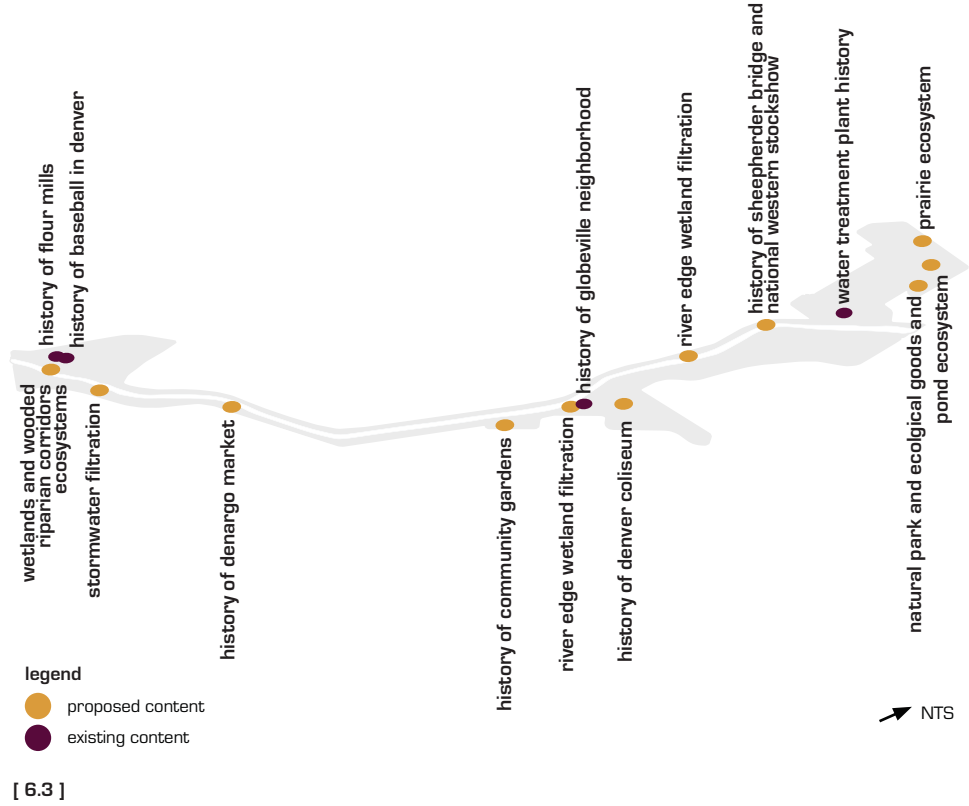 history of flour mills
history of baseball in denver
wetlands and wooded
riparian corridors
ecosystems
stormwater filtration
history of denargo market
history of community gardens
river edge wetland filtration
history of globeville neighborhood
history of denver coliseum
river edge wetland filtration
history of sheepherder bridge and
national western stockshow
water treatment plant history
prairie ecosystem
natural park and ecolgical goods and
pond ecosystem
legend
proposed content
existing content
NTS
[ 6.3 ]